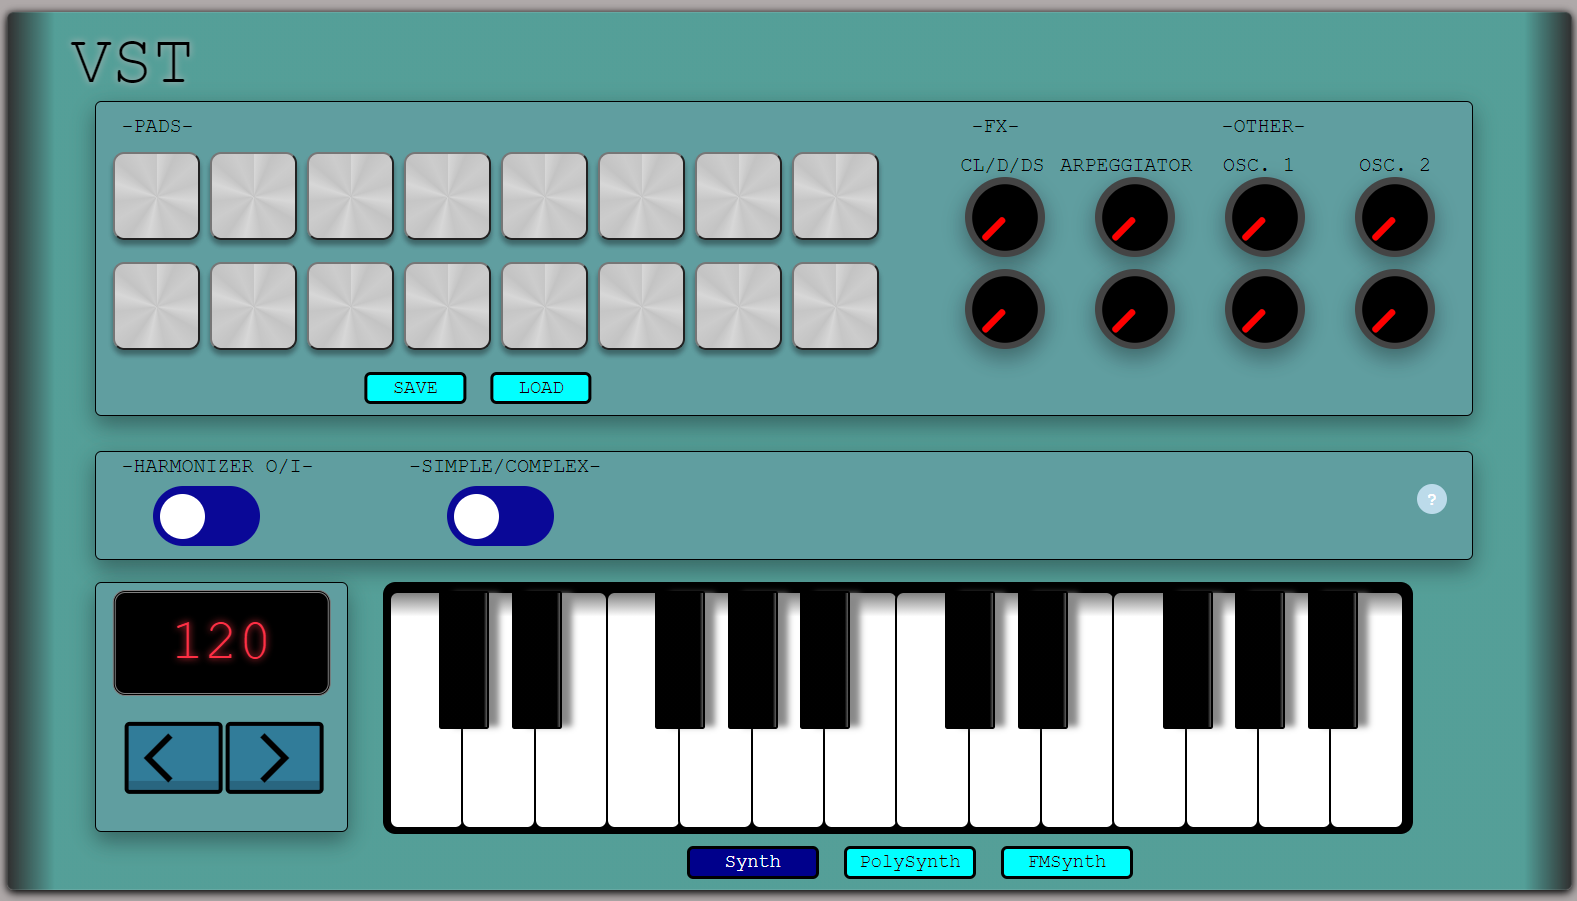 VST
-PADS-
-FX-
-OTHER-
CL/D/DS
ARPEGGIATOR
OSC. 1
OSC. 2
SAVE
LOAD
-HARMONIZER O/I-
-SIMPLE/COMPLEX-
?
120
Synth
PolySynth
FMSynth